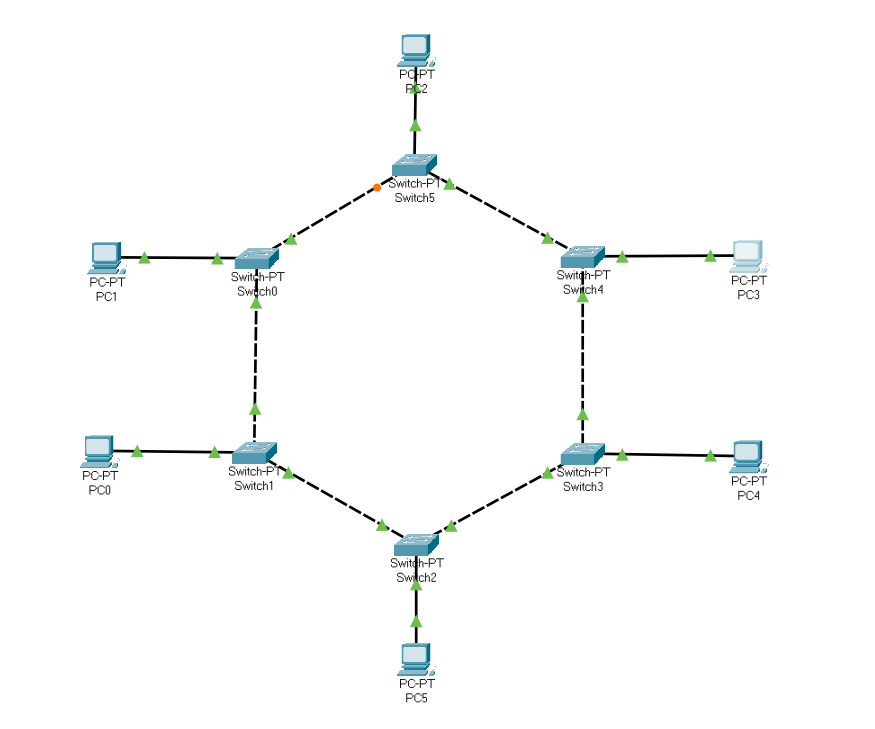 PC-PT
PC2
Switch-PT
Switch5
PC-PT
PC1
Switch-PT
Switch0
Switch-PT
Switch4
PC-PT
PC3
PC-PT
PC0
Switch-PT
Switch1
Switch-PT
Switch3
PC-PT
PC4
Switch-PT
Switch2
PC-PT
PC5